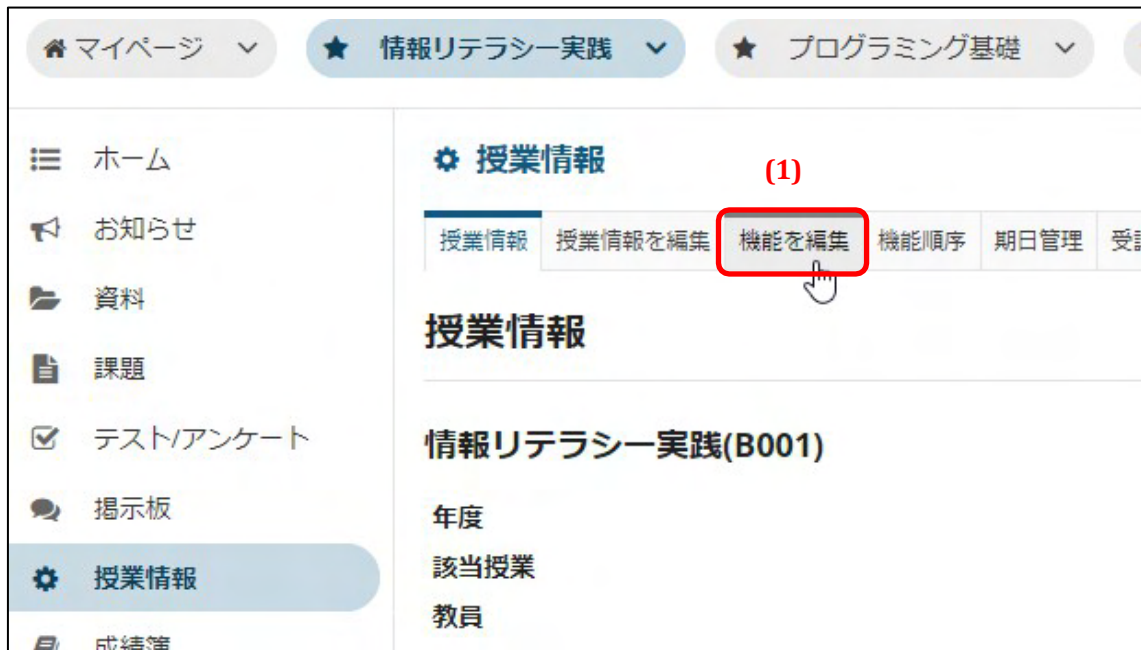 マイページ 情報リテラシー実践 プログラミング基礎
ホーム
お知らせ
資料
課題
テスト/アンケート
掲示板
授業情報
授業情報
(1)
授業情報 授業情報を編集 機能を編集 機能順序 期日管理
授業情報
情報リテラシー実践(B001)
年度
該当授業
教員